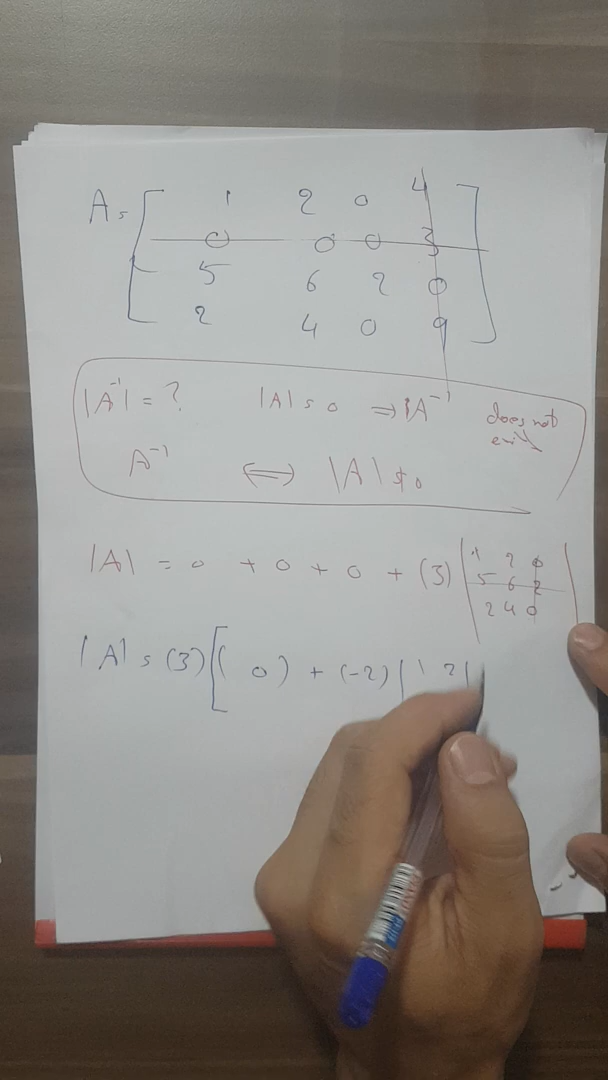 A = [ 1 2 0 4
0 0 0 3
5 6 2 0
2 4 0 9 ]
|A⁻¹| = ? |A| = 0 ⇒ |A⁻¹ does not exist
A⁻¹ ⟺ |A| ≠ 0
|A| = 0 + 0 + 0 + (3) | 1 2 0
5 6 2
2 4 0 |
|A| = (3) [ ( 0 ) + (-2) | 1 2 |